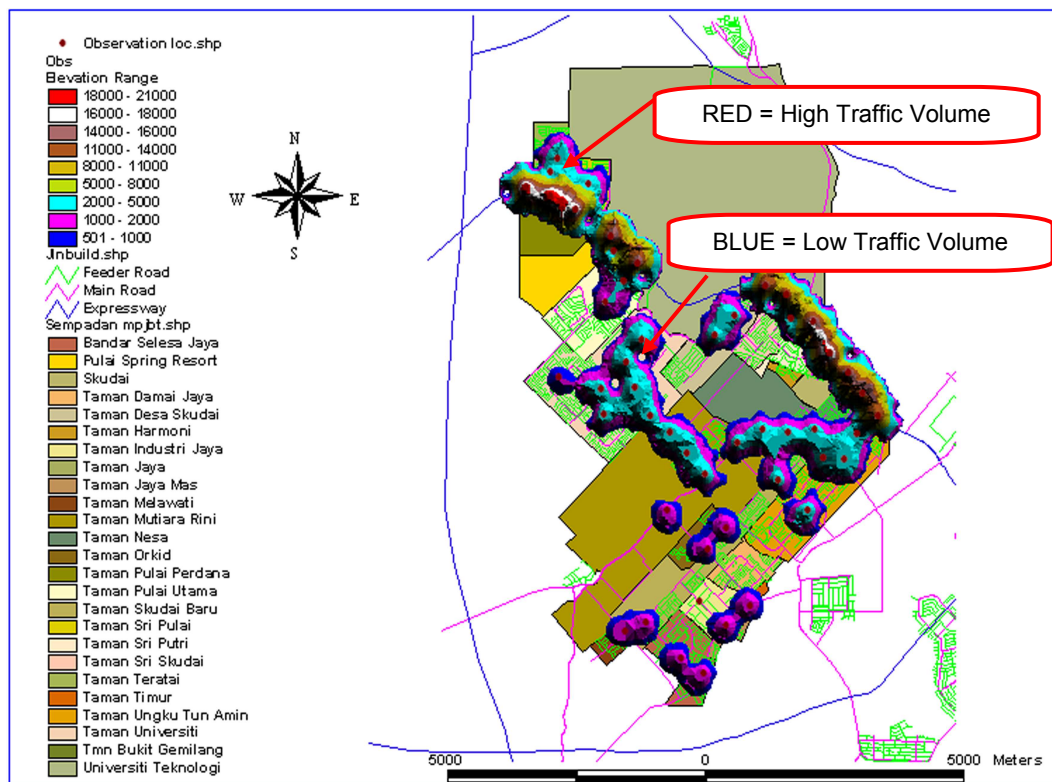 Observation loc.shp
Obs
Elevation Range
18000 - 21000
16000 - 18000
14000 - 16000
11000 - 14000
8000 - 11000
5000 - 8000
2000 - 5000
1000 - 2000
501 - 1000
Jlnbuild.shp
Feeder Road
Main Road
Expressway
Sempadan mpjbt.shp
Bandar Selesa Jaya
Pulai Spring Resort
Skudai
Taman Damai Jaya
Taman Desa Skudai
Taman Harmoni
Taman Industri Jaya
Taman Jaya
Taman Jaya Mas
Taman Melawati
Taman Mutiara Rini
Taman Nesa
Taman Orkid
Taman Pulai Perdana
Taman Pulai Utama
Taman Skudai Baru
Taman Sri Pulai
Taman Sri Putri
Taman Sri Skudai
Taman Teratai
Taman Timur
Taman Ungku Tun Amin
Taman Universiti
Tmn Bukit Gemilang
Universiti Teknologi
N
W E
S
RED = High Traffic Volume
BLUE = Low Traffic Volume
5000 0 5000 Meters